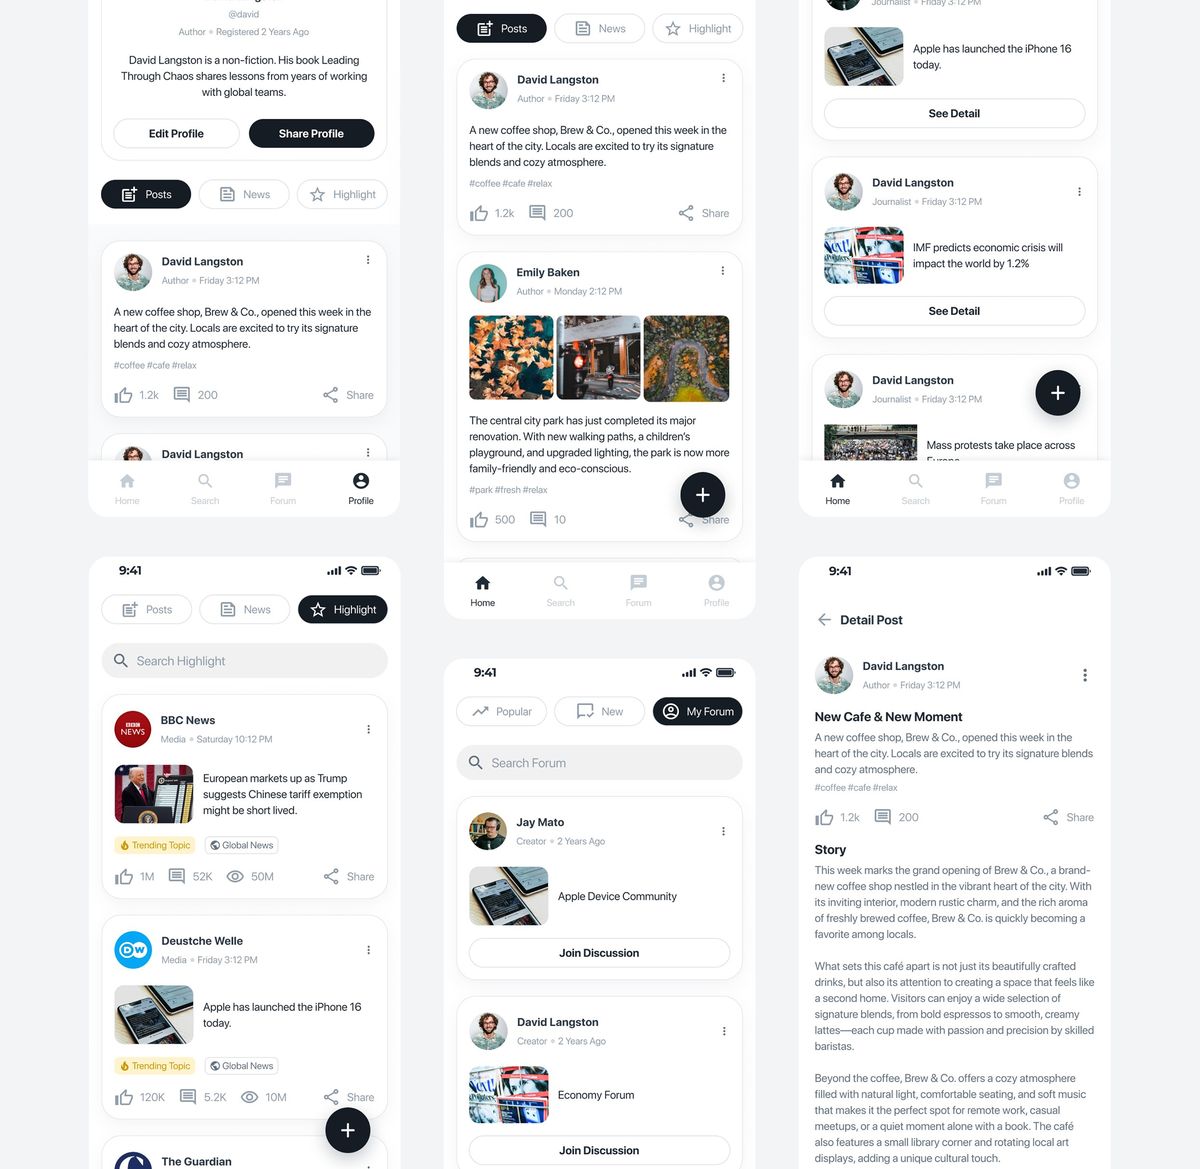 @david
Author • Registered 2 Years Ago
David Langston is a non-fiction. His book Leading
Through Chaos shares lessons from years of working
with global teams.
Edit Profile
Share Profile
Posts
News
Highlight
David Langston
Author • Friday 3:12 PM
A new coffee shop, Brew & Co., opened this week in the
heart of the city. Locals are excited to try its signature
blends and cozy atmosphere.
#coffee #cafe #relax
1.2k
200
Share
David Langston
Home
Search
Forum
Profile
Posts
News
Highlight
David Langston
Author • Friday 3:12 PM
A new coffee shop, Brew & Co., opened this week in the
heart of the city. Locals are excited to try its signature
blends and cozy atmosphere.
#coffee #cafe #relax
1.2k
200
Share
Emily Baken
Author • Monday 2:12 PM
The central city park has just completed its major
renovation. With new walking paths, a children's
playground, and upgraded lighting, the park is now more
family-friendly and eco-conscious.
#park #fresh #relax
500
10
Share
Home
Search
Forum
Profile
Journalist • Friday 3:12 PM
Apple has launched the iPhone 16
today.
See Detail
David Langston
Journalist • Friday 3:12 PM
IMF predicts economic crisis will
impact the world by 1.2%
See Detail
David Langston
Journalist • Friday 3:12 PM
Mass protests take place across
Europe
Home
Search
Forum
Profile
9:41
Posts
News
Highlight
Search Highlight
BBC
NEWS
BBC News
Media • Saturday 10:12 PM
European markets up as Trump
suggests Chinese tariff exemption
might be short lived.
Trending Topic
Global News
1M
52K
50M
Share
DW
Deustche Welle
Media • Friday 3:12 PM
Apple has launched the iPhone 16
today.
Trending Topic
Global News
120K
5.2K
10M
Share
The Guardian
9:41
Popular
New
My Forum
Search Forum
Jay Mato
Creator • 2 Years Ago
Apple Device Community
Join Discussion
David Langston
Creator • 2 Years Ago
Economy Forum
Join Discussion
9:41
Detail Post
David Langston
Author • Friday 3:12 PM
New Cafe & New Moment
A new coffee shop, Brew & Co., opened this week in the
heart of the city. Locals are excited to try its signature blends
and cozy atmosphere.
#coffee #cafe #relax
1.2k
200
Share
Story
This week marks the grand opening of Brew & Co., a brand-
new coffee shop nestled in the vibrant heart of the city. With
its inviting interior, modern rustic charm, and the rich aroma
of freshly brewed coffee, Brew & Co. is quickly becoming a
favorite among locals.
What sets this café apart is not just its beautifully crafted
drinks, but also its attention to creating a space that feels like
a second home. Visitors can enjoy a wide selection of
signature blends, from bold espressos to smooth, creamy
lattes—each cup made with passion and precision by skilled
baristas.
Beyond the coffee, Brew & Co. offers a cozy atmosphere
filled with natural light, comfortable seating, and soft music
that makes it the perfect spot for remote work, casual
meetups, or a quiet moment alone with a book. The café
also features a small library corner and rotating local art
displays, adding a unique cultural touch.